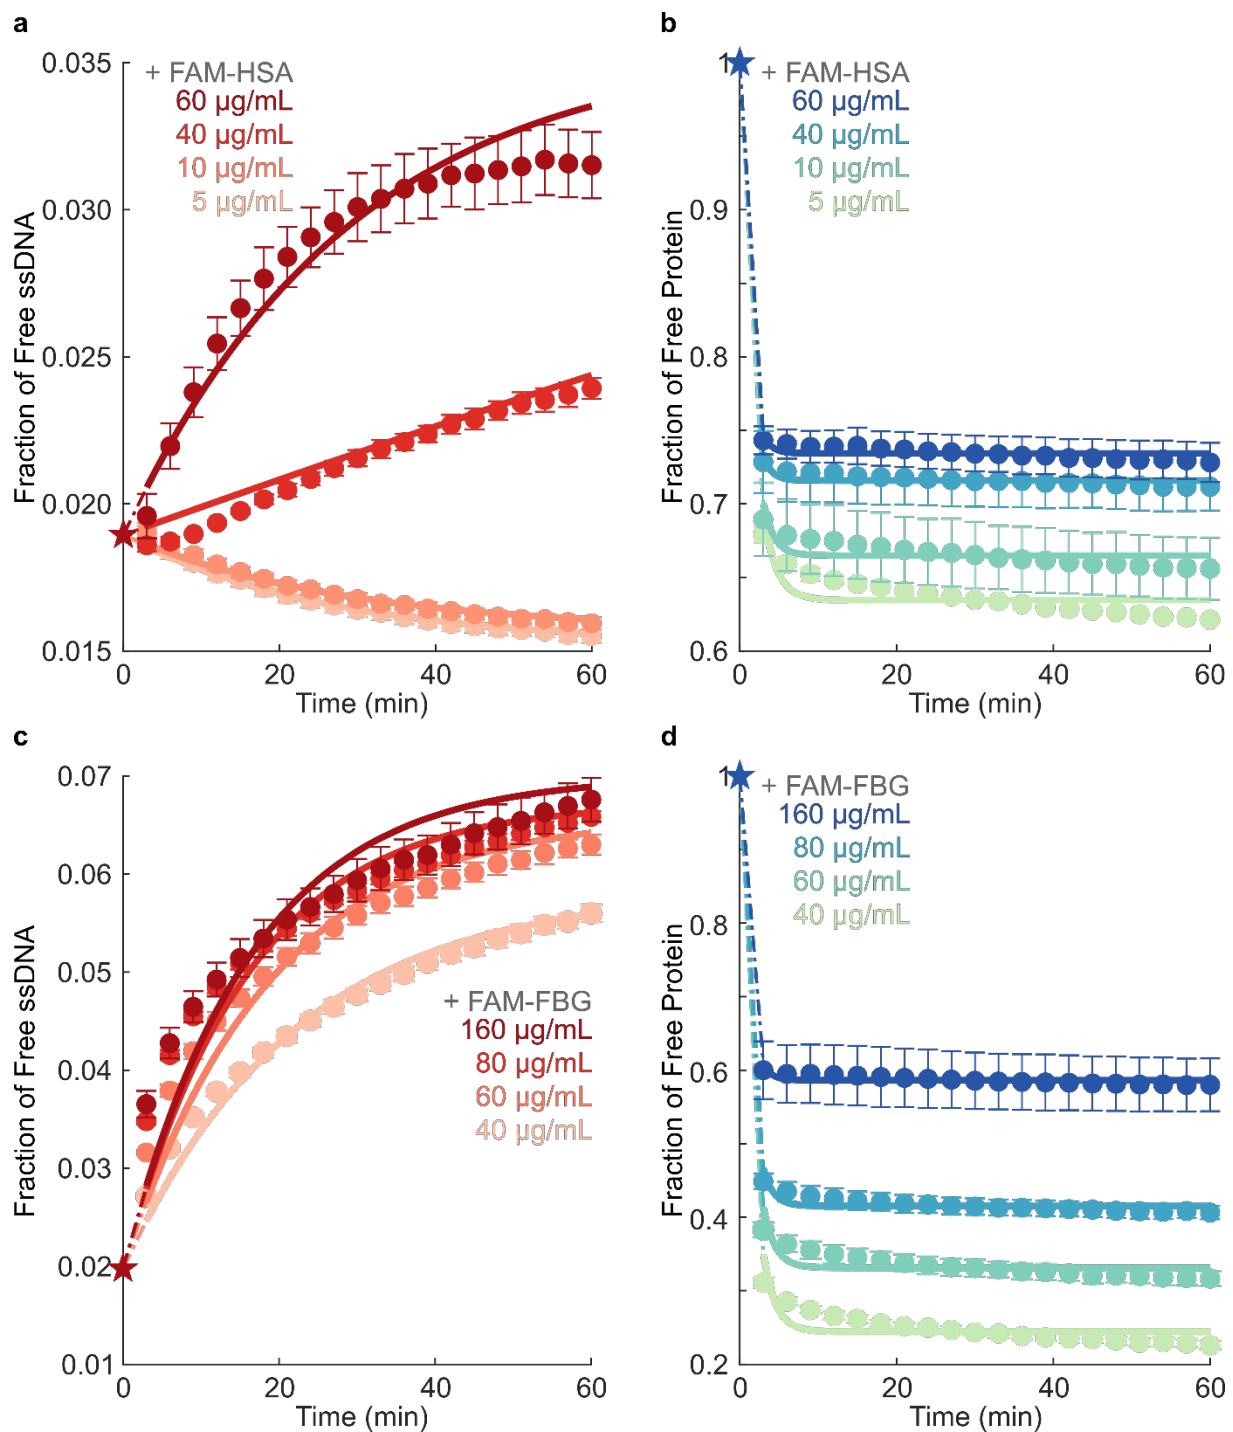 a
Fraction of Free ssDNA
0.035
0.030
0.025
0.020
0.015
+ FAM-HSA
60 µg/mL
40 µg/mL
10 µg/mL
5 µg/mL
0
20
40
60
Time (min)
b
Fraction of Free Protein
1
0.9
0.8
0.7
0.6
+ FAM-HSA
60 µg/mL
40 µg/mL
10 µg/mL
5 µg/mL
0
20
40
60
Time (min)
c
Fraction of Free ssDNA
0.07
0.06
0.05
0.04
0.03
0.02
0.01
+ FAM-FBG
160 µg/mL
80 µg/mL
60 µg/mL
40 µg/mL
0
20
40
60
Time (min)
d
Fraction of Free Protein
1
0.8
0.6
0.4
0.2
+ FAM-FBG
160 µg/mL
80 µg/mL
60 µg/mL
40 µg/mL
0
20
40
60
Time (min)